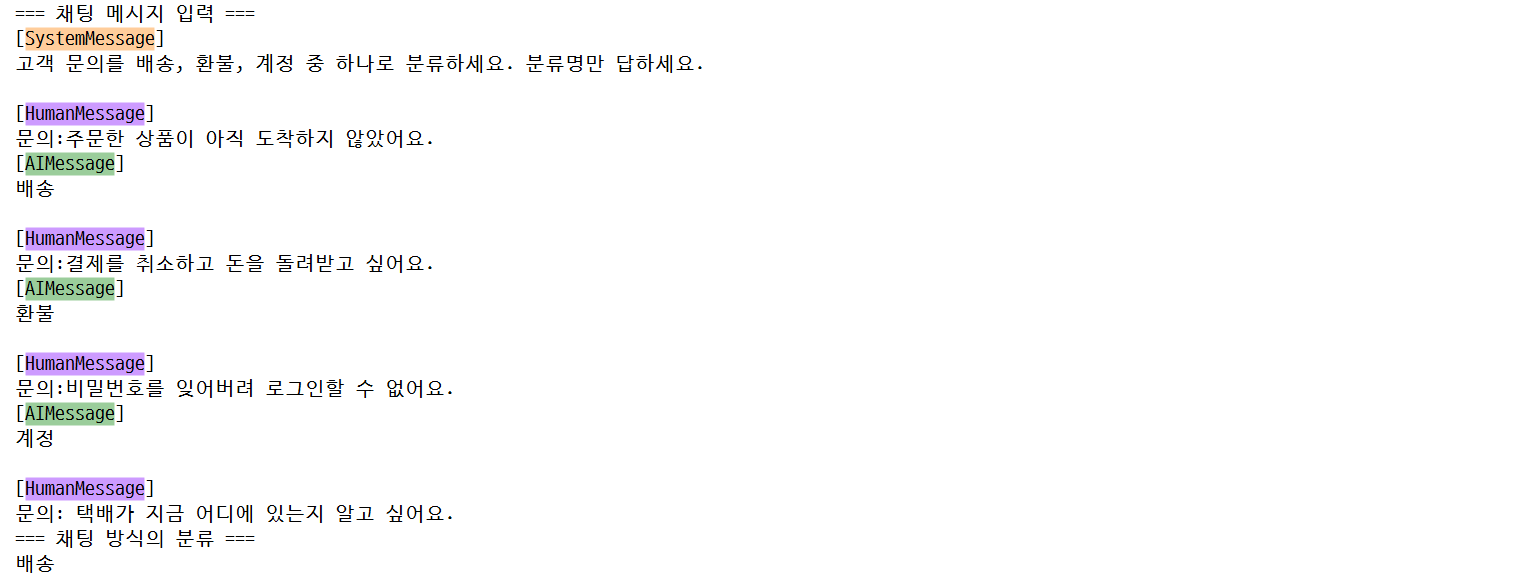 === 채팅 메시지 입력 ===
[SystemMessage]
고객 문의를 배송, 환불, 계정 중 하나로 분류하세요. 분류명만 답하세요.
[HumanMessage]
문의:주문한 상품이 아직 도착하지 않았어요.
[AIMessage]
배송
[HumanMessage]
문의:결제를 취소하고 돈을 돌려받고 싶어요.
[AIMessage]
환불
[HumanMessage]
문의:비밀번호를 잊어버려 로그인할 수 없어요.
[AIMessage]
계정
[HumanMessage]
문의: 택배가 지금 어디에 있는지 알고 싶어요.
=== 채팅 방식의 분류 ===
배송